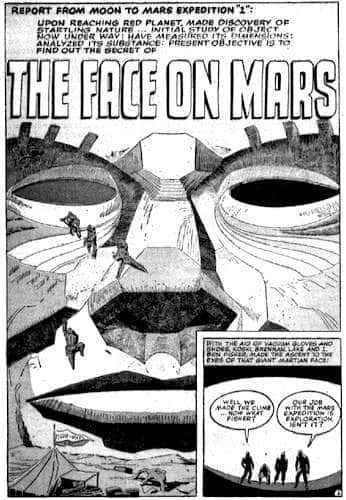 REPORT FROM MOON TO MARS EXPEDITION "1":
UPON REACHING RED PLANET, MADE DISCOVERY OF
STARTLING NATURE ... INITIAL STUDY OF OBJECT
NOW UNDER WAY: HAVE MEASURED ITS DIMENSIONS;
ANALYZED ITS SUBSTANCE: PRESENT OBJECTIVE IS TO
FIND OUT THE SECRET OF
THE FACE ON MARS
WITH THE AID OF VACUUM GLOVES AND
SHOES, KOSKI, BRENNAN, LAKE AND I,
BEN FISHER, MADE THE ASCENT TO THE
EYES OF THAT GIANT MARTIAN FACE:
WELL, WE
MADE THE CLIMB
... NOW WHAT
FISHER?
OUR JOB
WITH THE MARS
EXPEDITION IS
EXPLORATION,
ISN'T IT?